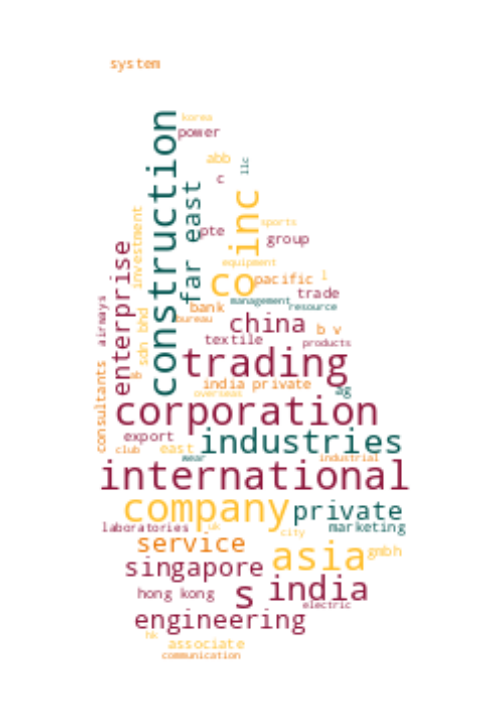 system
korea
power
construction
abb
llc
c
far east
inc
investment
pte
sports
group
enterprise
equipment
co
pacific
l
trade
management
resource
airways
bank
bureau
sdn bhd
china
b v
textile
products
trading
ab
india private
ag
overseas
consultants
corporation
export
industries
club
east
wear
industrial
international
company
private
laboratories
uk
marketing
city
service
asia
gmbh
singapore
india
hong kong
s
electric
engineering
hk
associate
communication